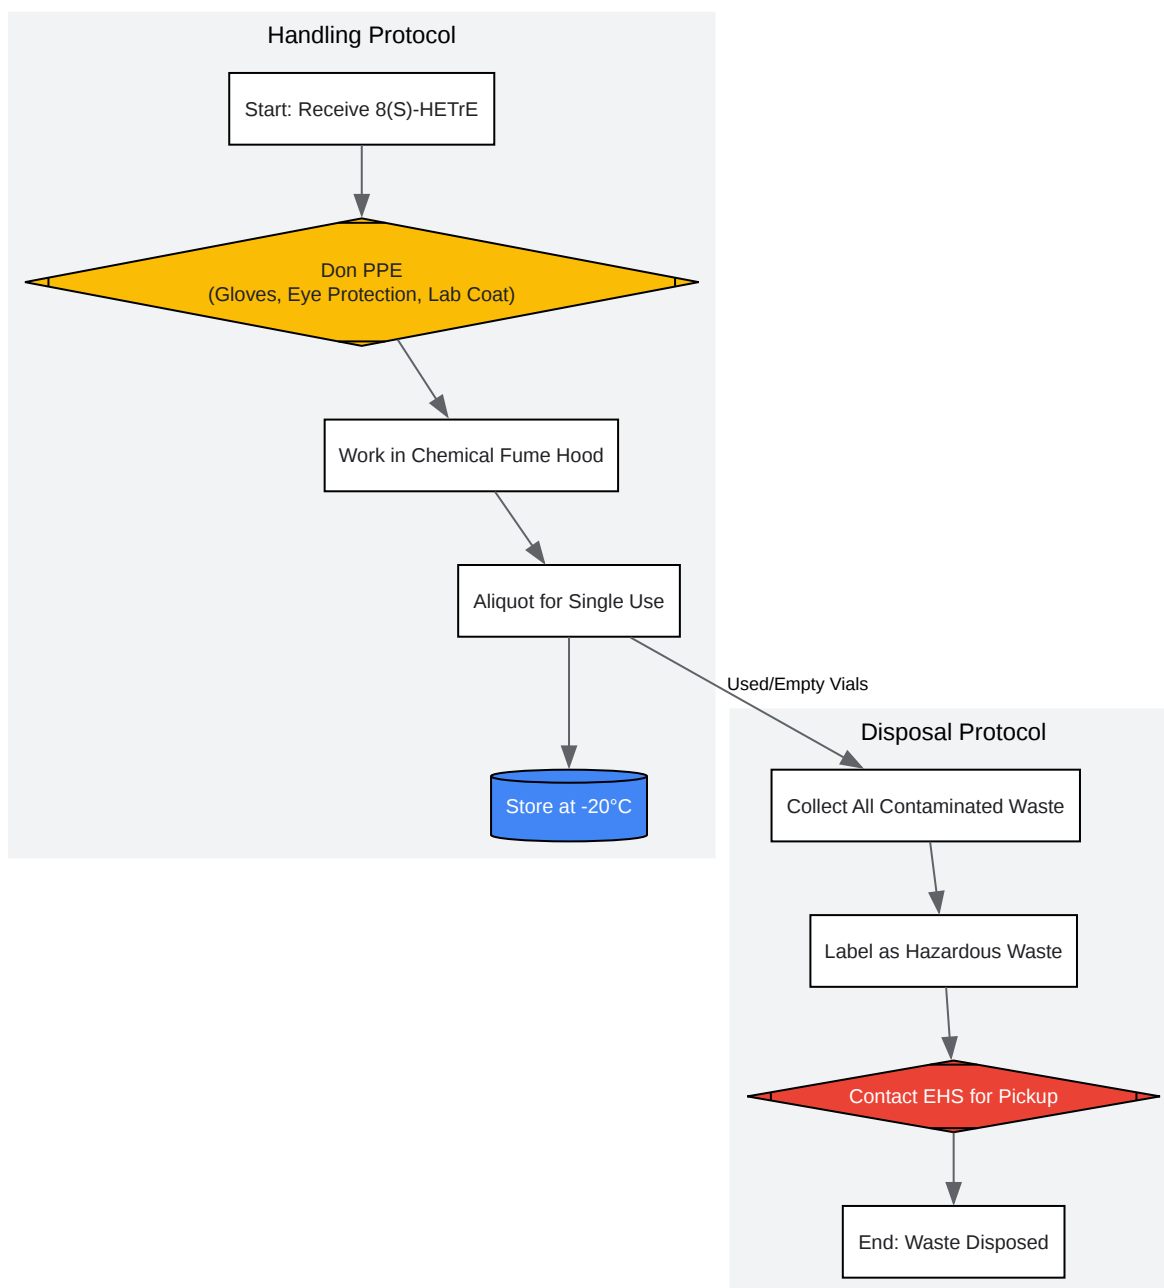 Handling Protocol
Start: Receive 8(S)-HETrE
Don PPE
(Gloves, Eye Protection, Lab Coat)
Work in Chemical Fume Hood
Aliquot for Single Use
Used/Empty Vials
Store at -20°C
Disposal Protocol
Collect All Contaminated Waste
Label as Hazardous Waste
Contact EHS for Pickup
End: Waste Disposed